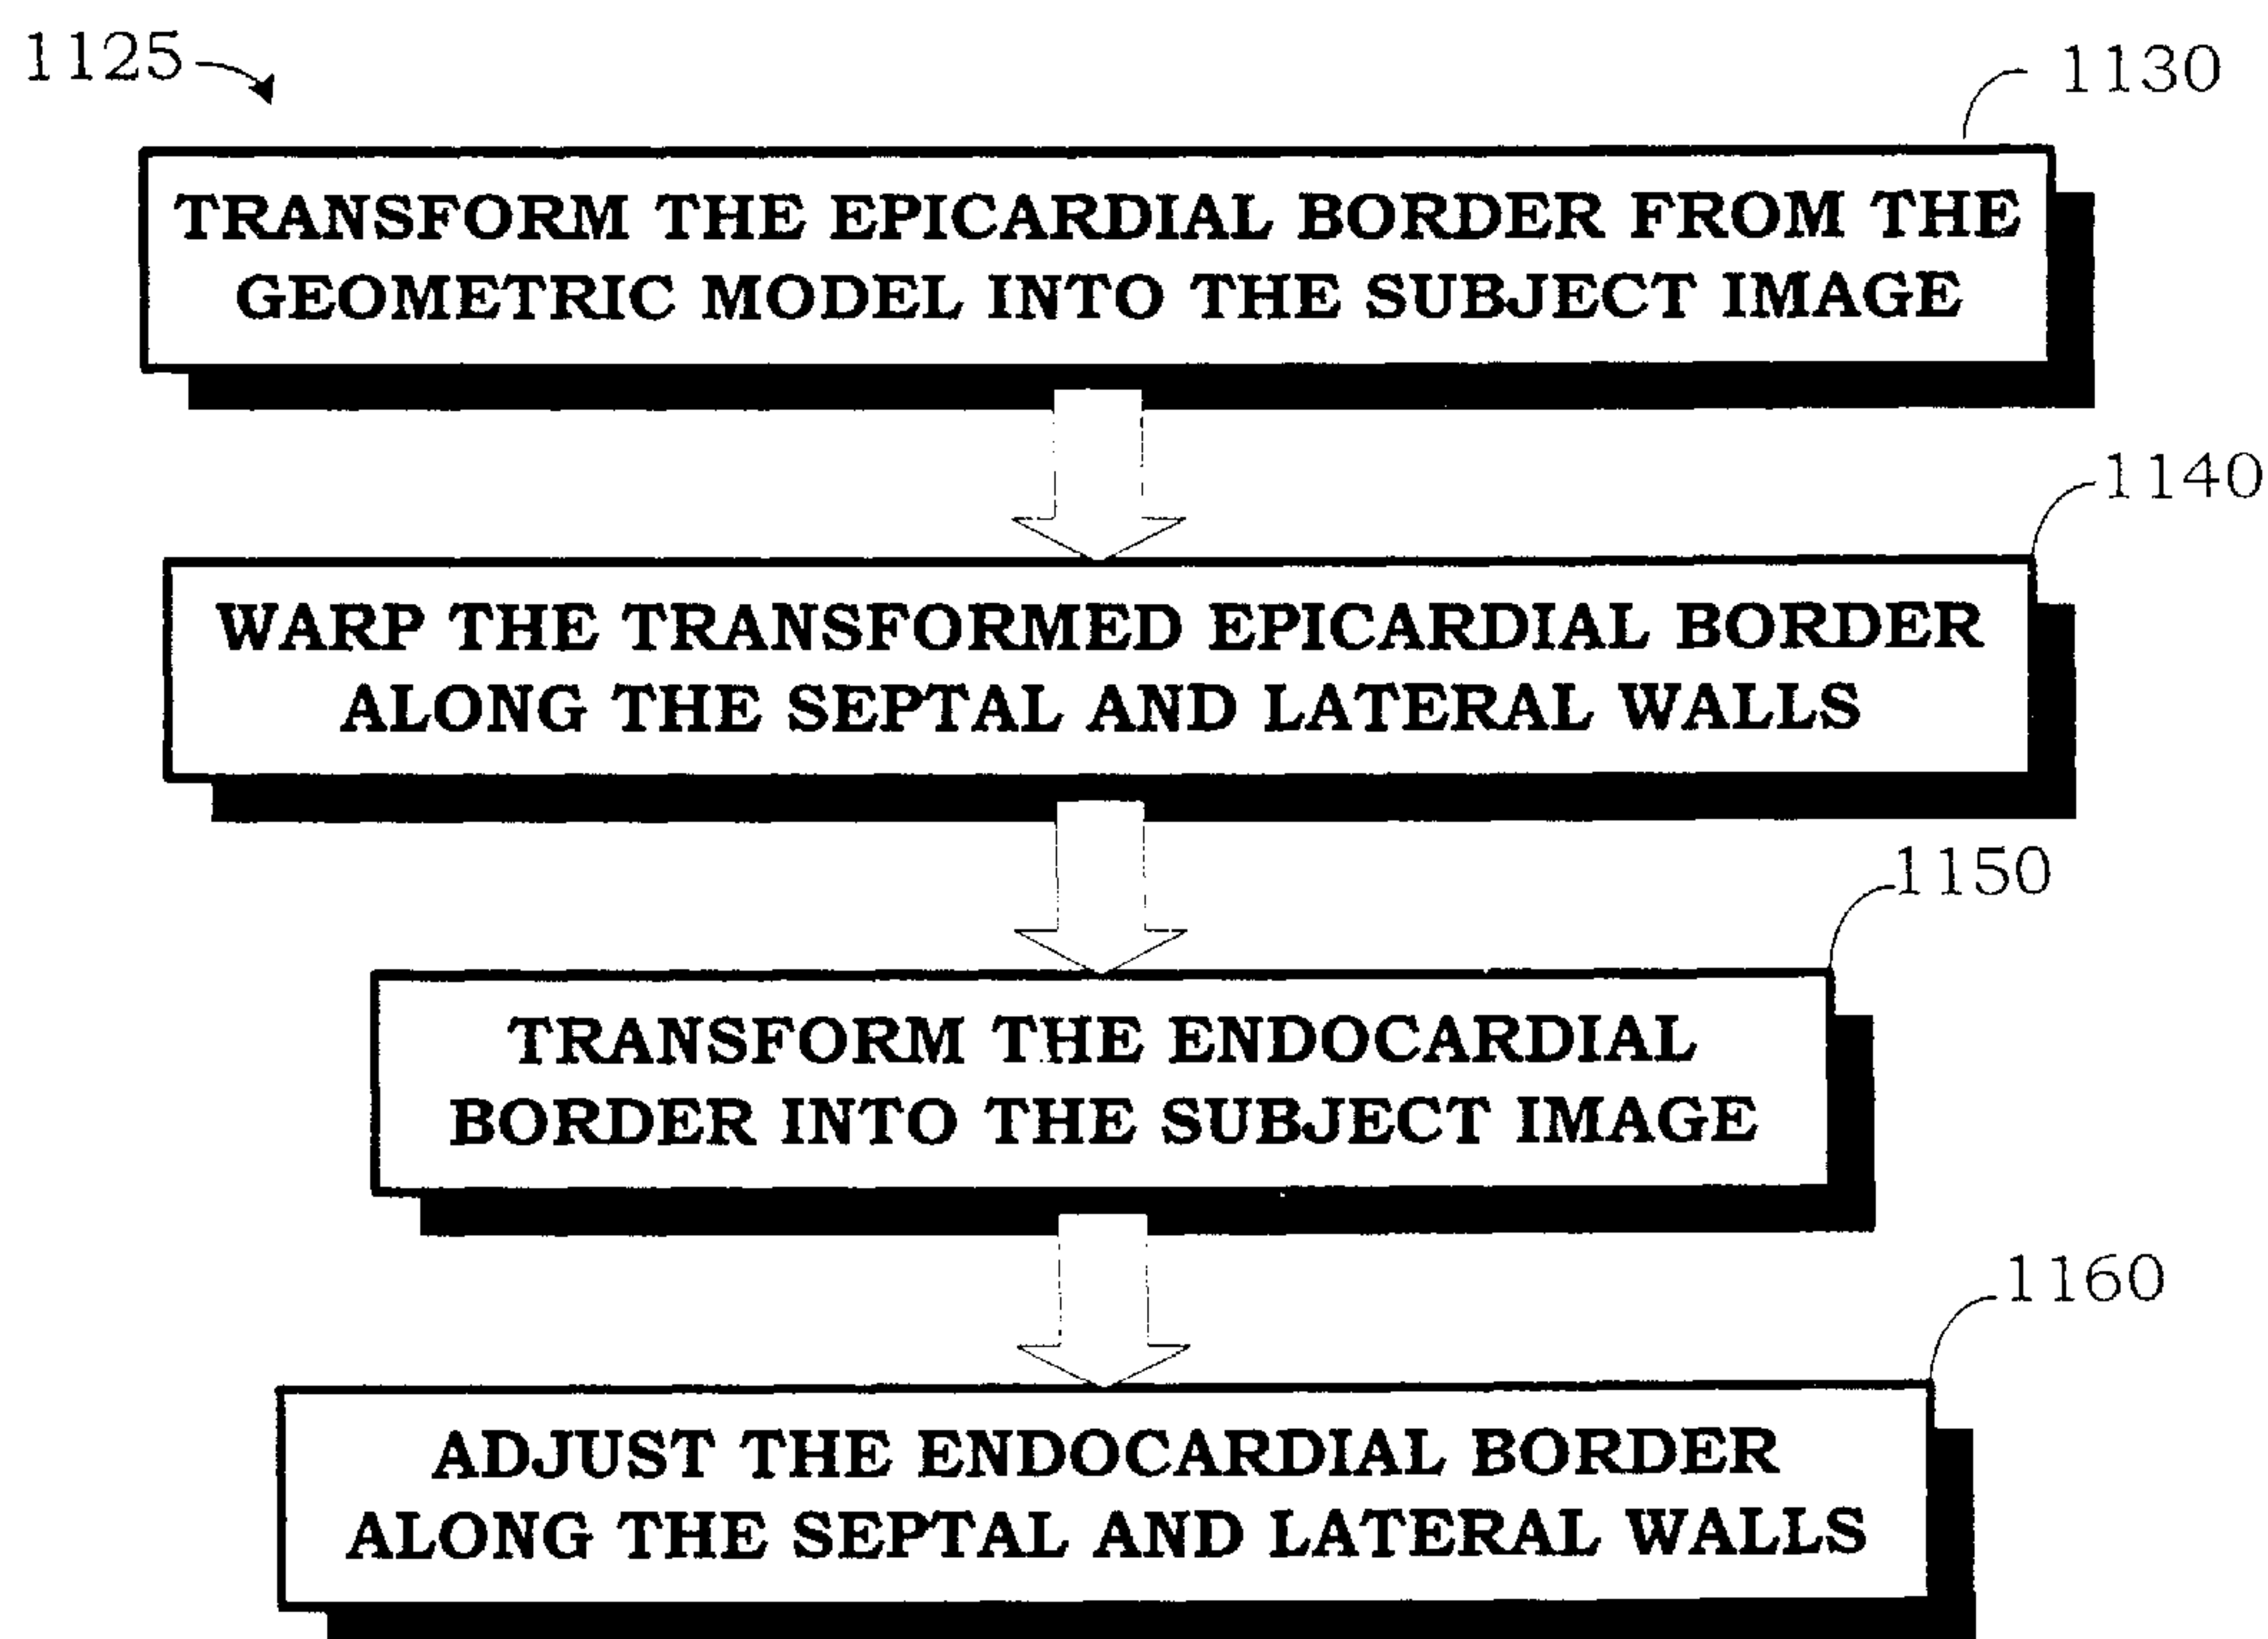 1125
1130
TRANSFORM THE EPICARDIAL BORDER FROM THE
GEOMETRIC MODEL INTO THE SUBJECT IMAGE
1140
WARP THE TRANSFORMED EPICARDIAL BORDER
ALONG THE SEPTAL AND LATERAL WALLS
1150
TRANSFORM THE ENDOCARDIAL
BORDER INTO THE SUBJECT IMAGE
1160
ADJUST THE ENDOCARDIAL BORDER
ALONG THE SEPTAL AND LATERAL WALLS